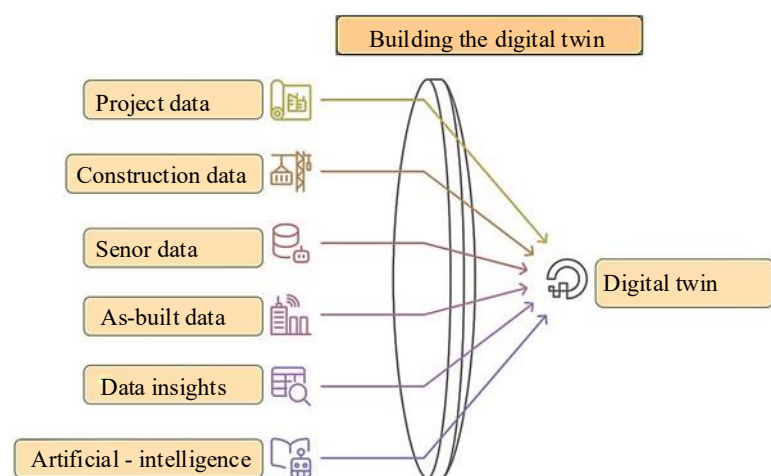 Building the digital twin
Project data
Construction data
Senor data
As-built data
Data insights
Artificial - intelligence
Digital twin